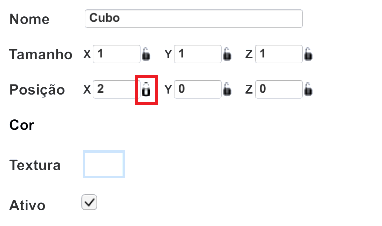 Nome Cubo
Tamanho X 1 Y 1 Z 1
Posição X 2 Y 0 Z 0
Cor
Textura
Ativo